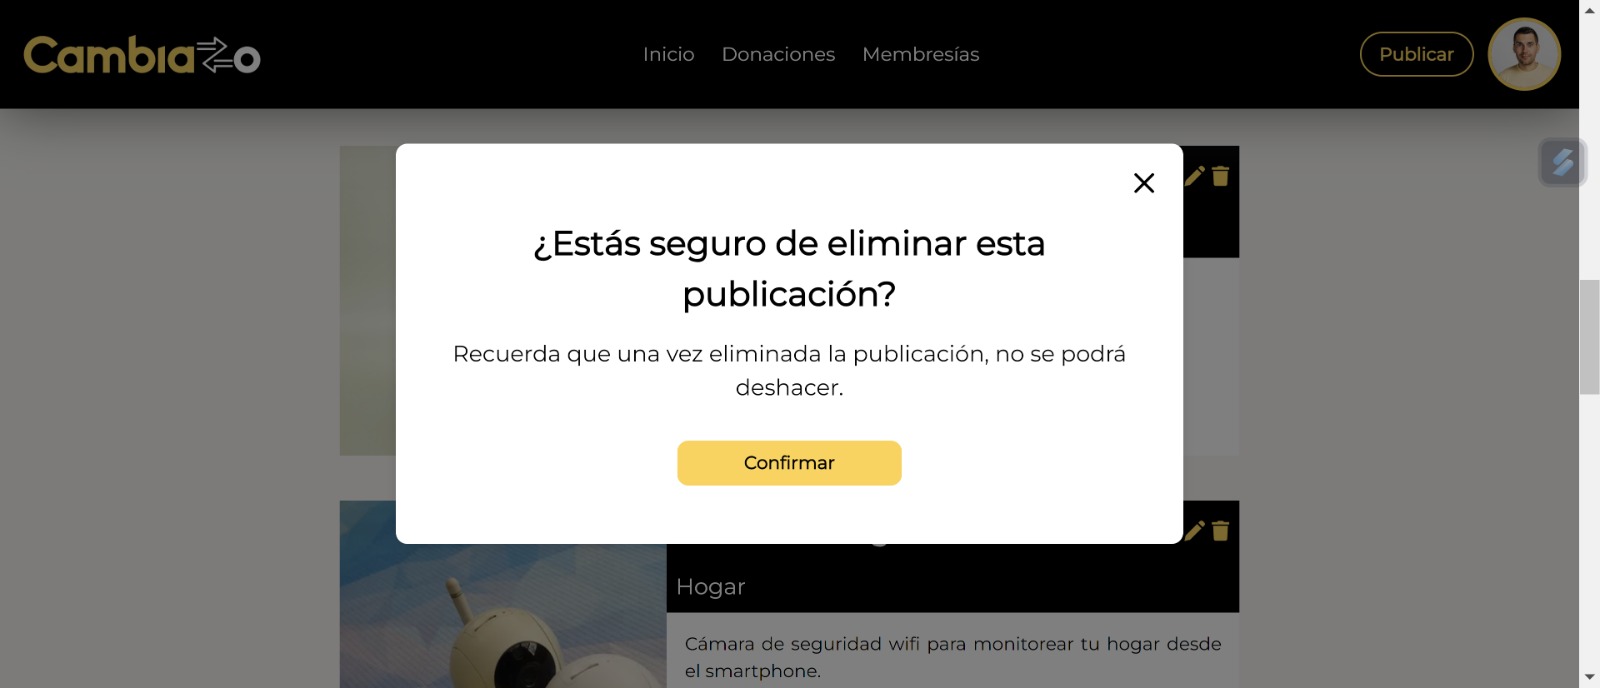 Cambiazo
Inicio
Donaciones
Membresías
Publicar
¿Estás seguro de eliminar esta
publicación?
Recuerda que una vez eliminada la publicación, no se podrá
deshacer.
Confirmar
Hogar
Cámara de seguridad wifi para monitorear tu hogar desde
el smartphone.